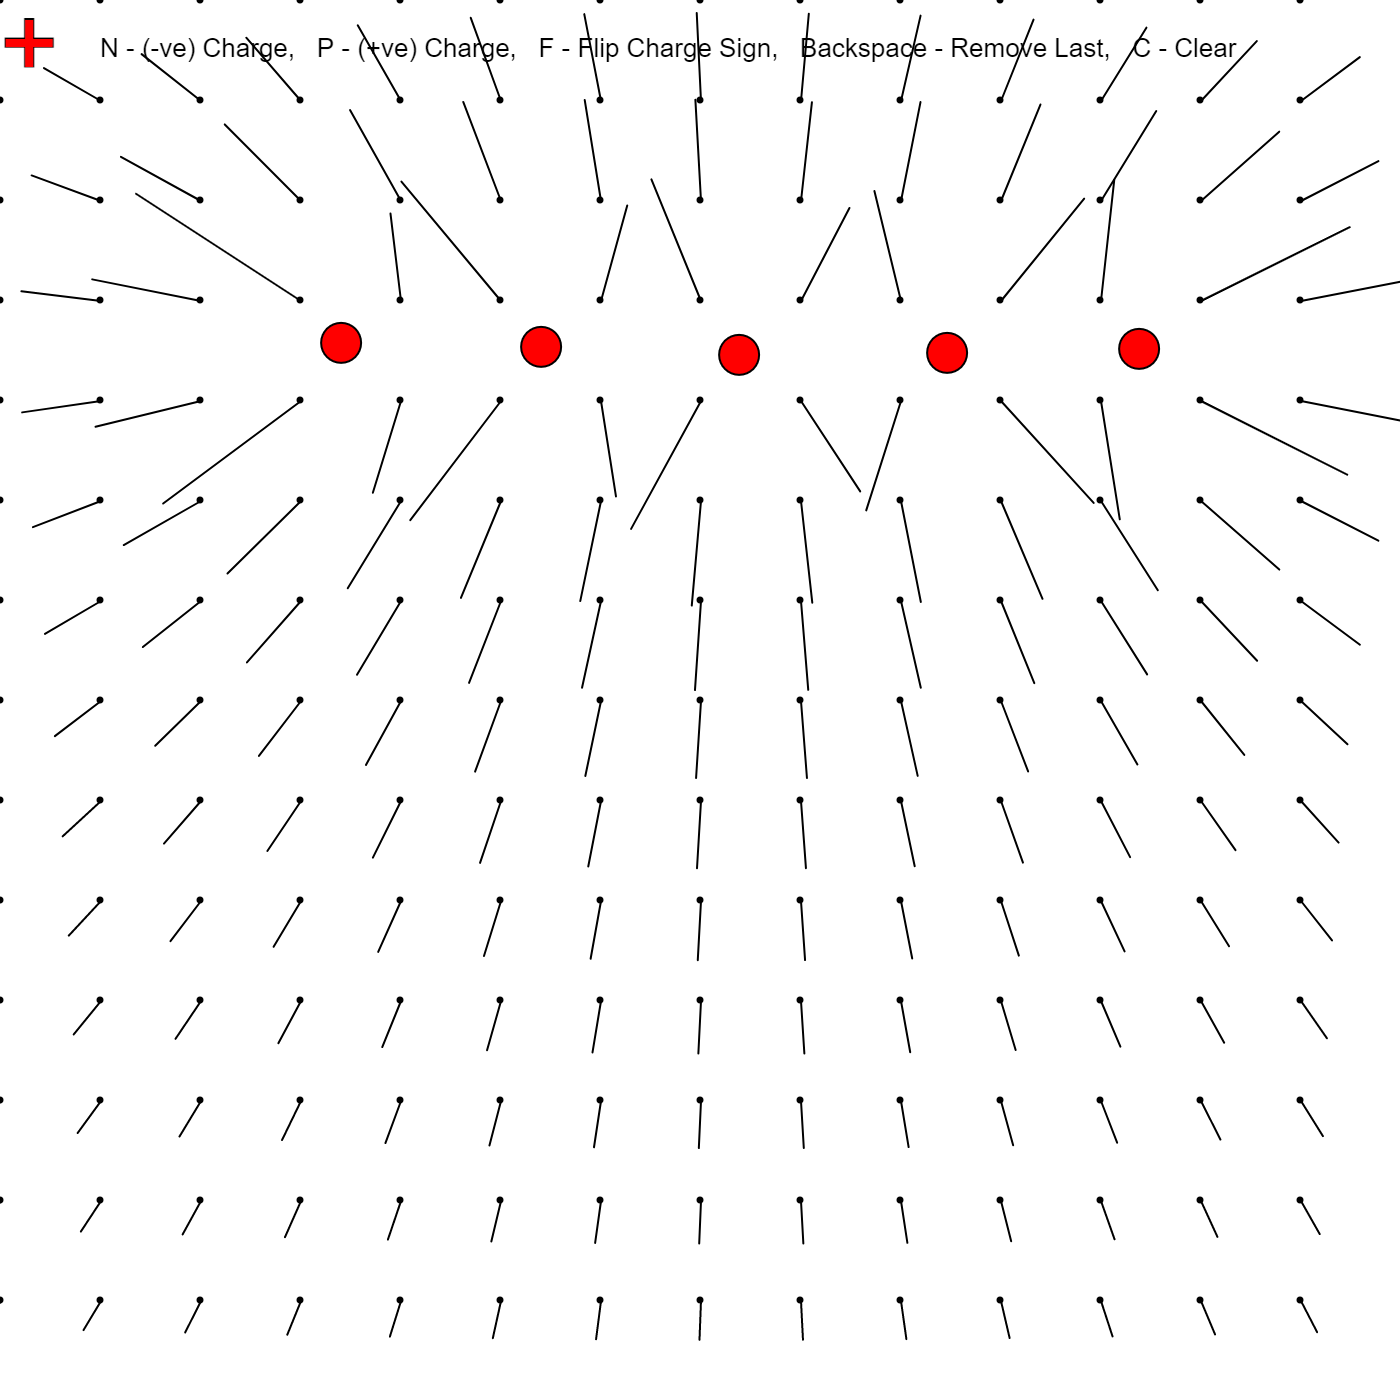 N - (-ve) Charge,   P - (+ve) Charge,   F - Flip Charge Sign,   Backspace - Remove Last,   C - Clear